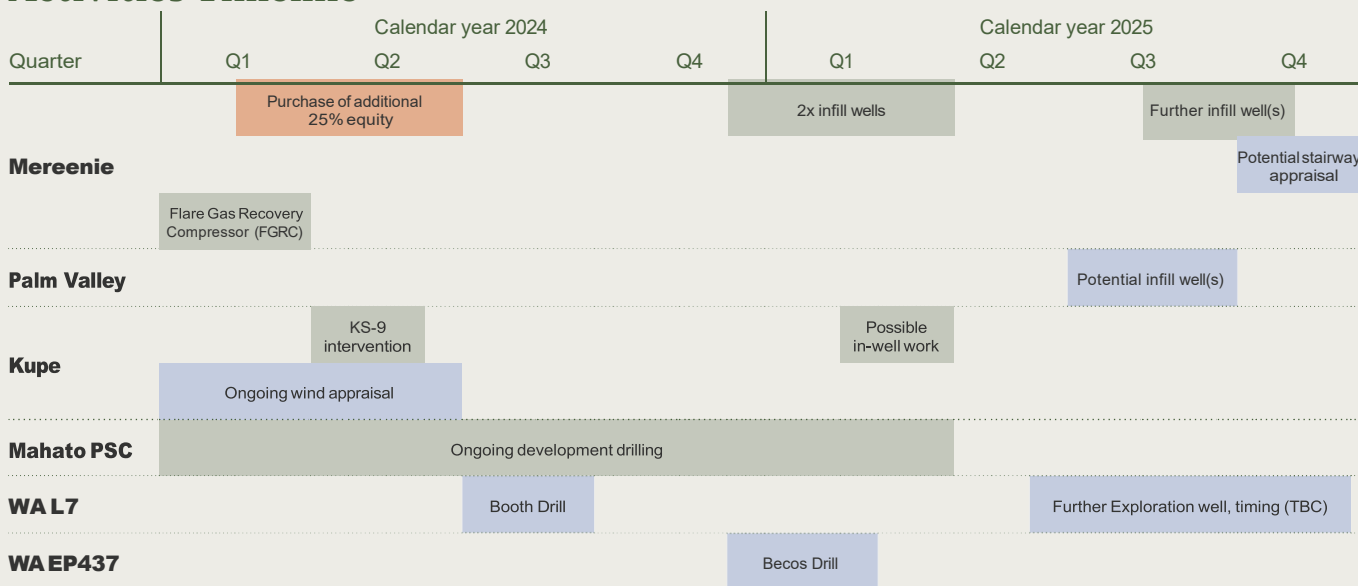 Calendar year 2024 Calendar year 2025
Quarter Q1 Q2 Q3 Q4 Q1 Q2 Q3 Q4
Purchase of additional
25% equity
2x infill wells
Further infill well(s)
Mereenie
Potential stairway
appraisal
Flare Gas Recovery
Compressor (FGRC)
Palm Valley
Potential infill well(s)
KS-9
intervention
Possible
in-well work
Kupe
Ongoing wind appraisal
Mahato PSC
Ongoing development drilling
WA L7
Booth Drill
Further Exploration well, timing (TBC)
WA EP437
Becos Drill